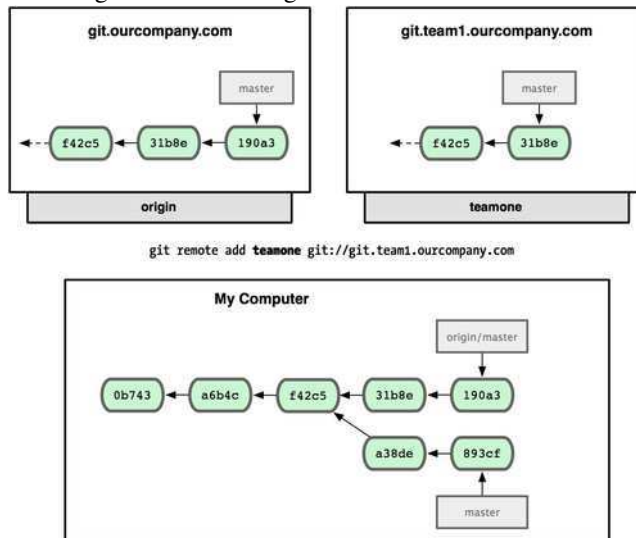 git.ourcompany.com
master
f42c5
31b8e
190a3
origin
git.team1.ourcompany.com
master
f42c5
31b8e
teamone
git remote add teamone git://git.team1.ourcompany.com
My Computer
origin/master
0b743
a6b4c
f42c5
31b8e
190a3
a38de
893cf
master